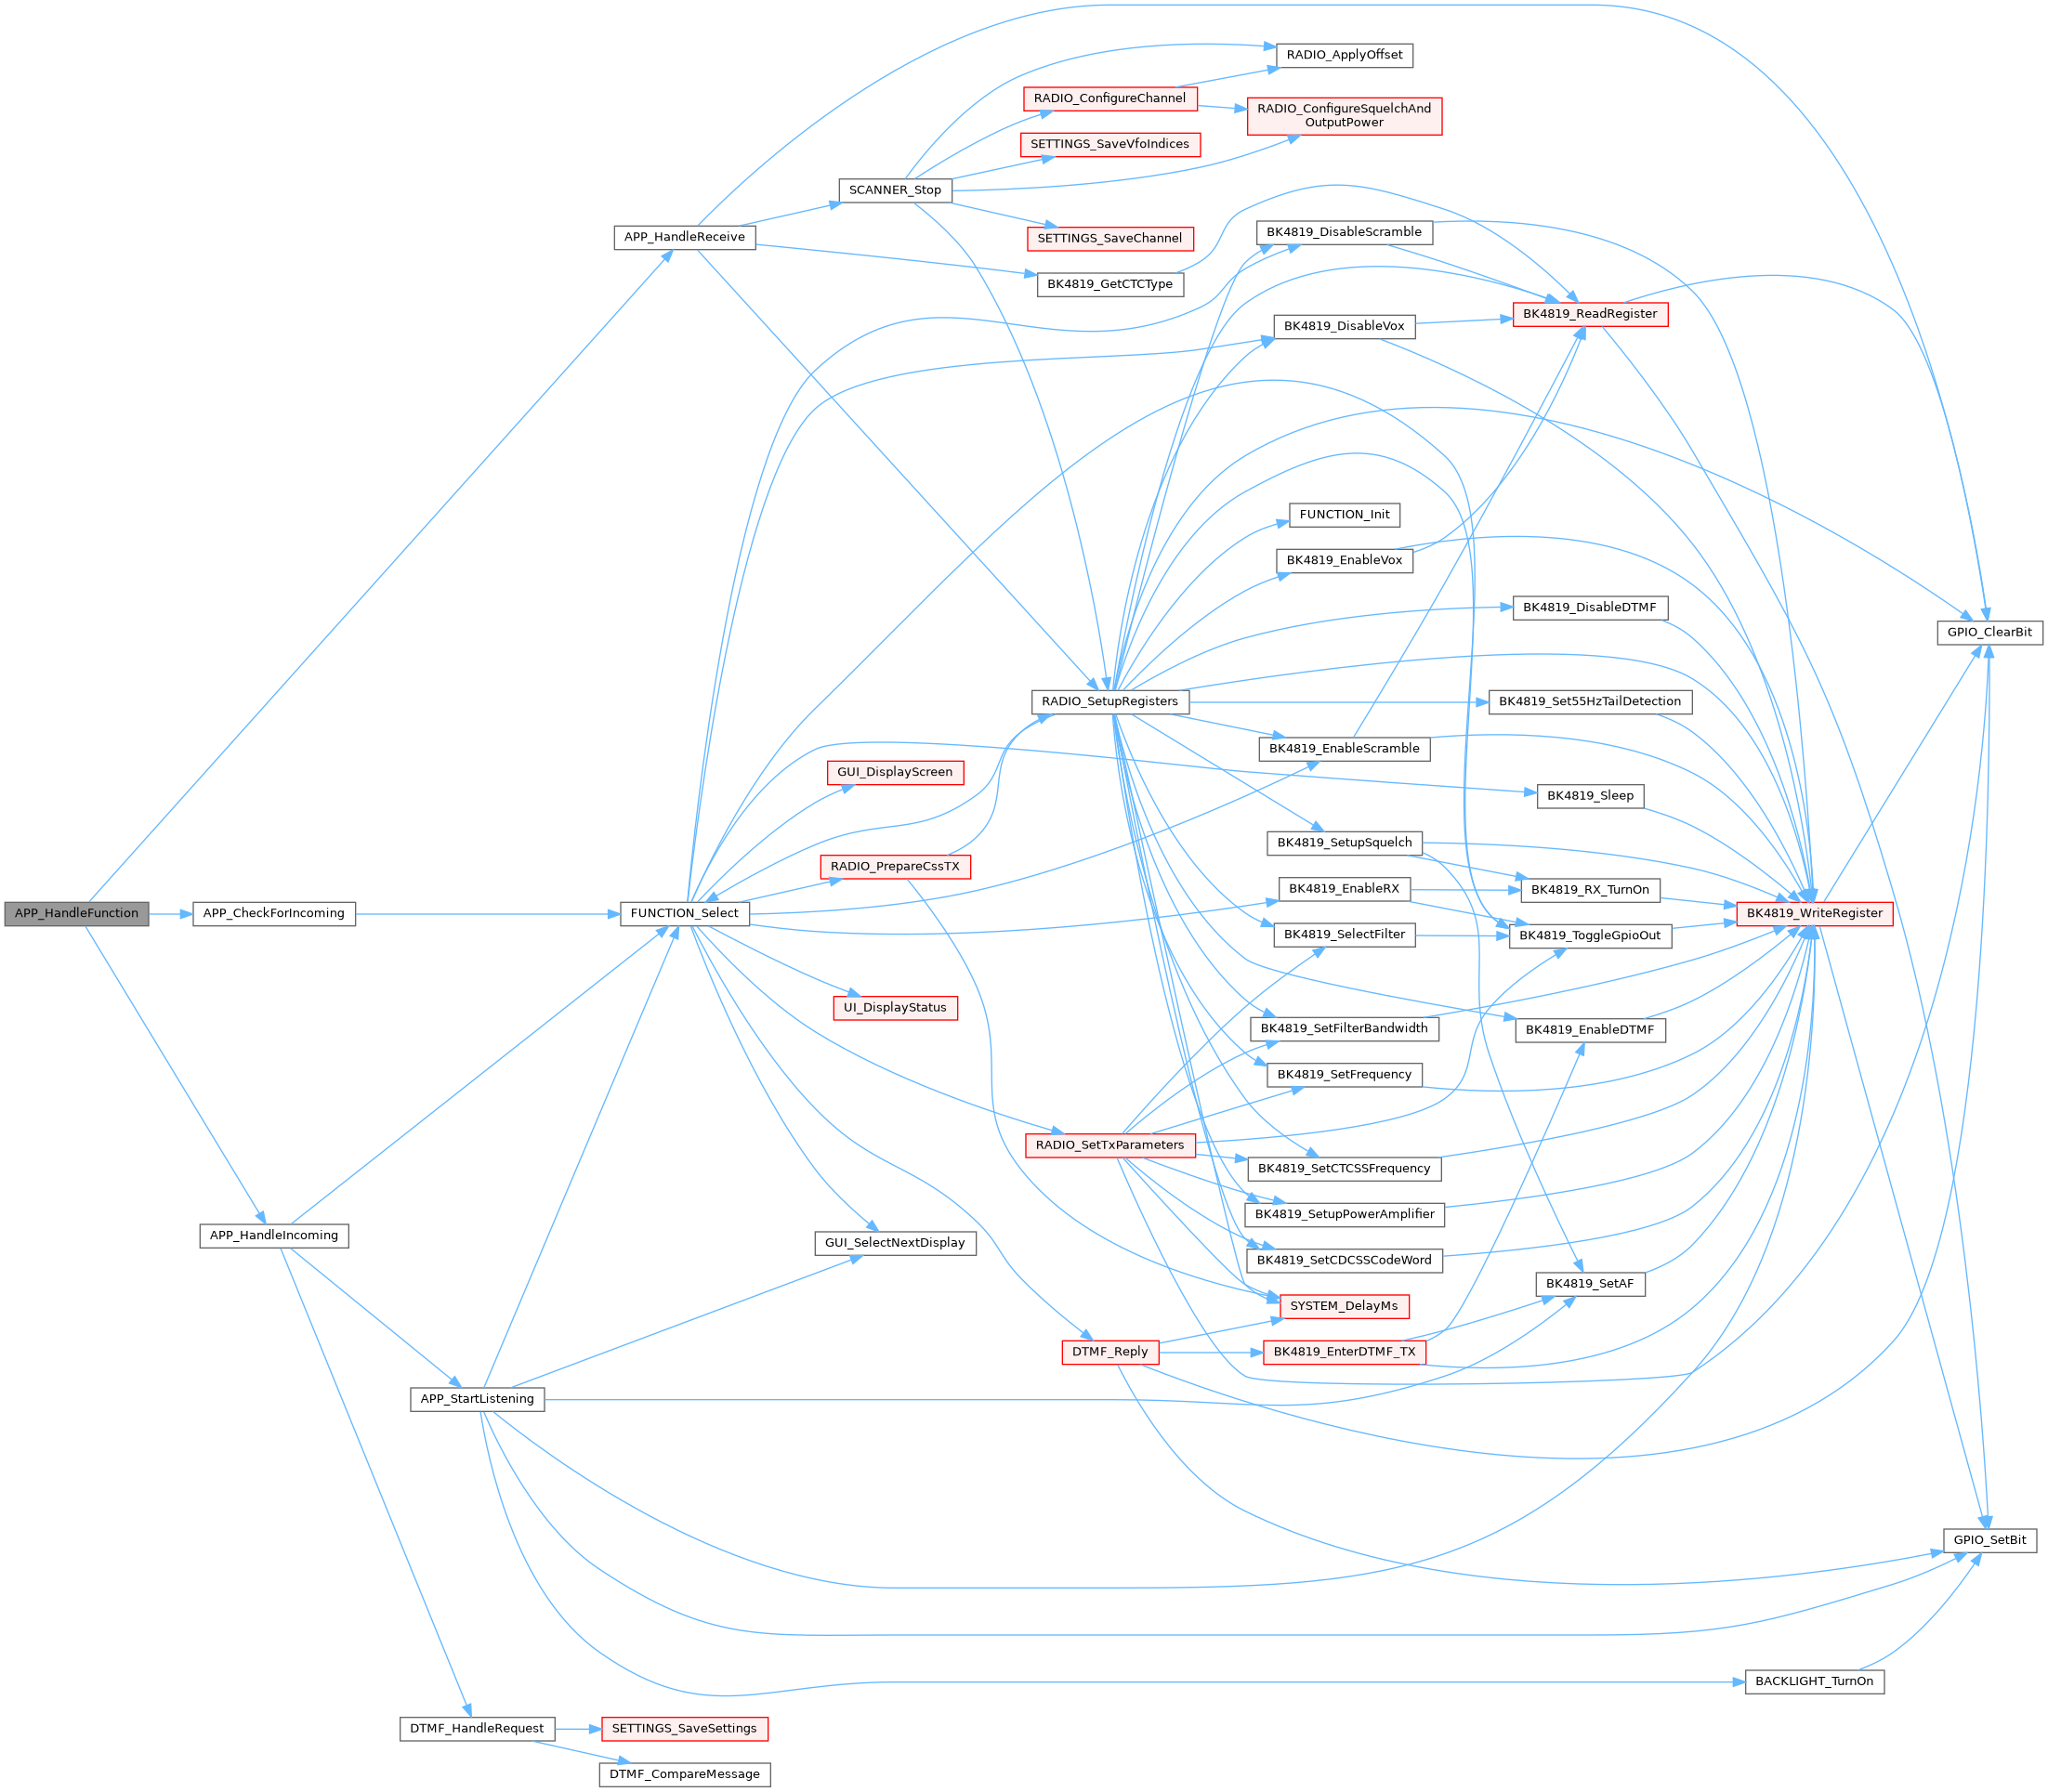 RADIO_ApplyOffset
RADIO_ConfigureChannel
RADIO_ConfigureSquelchAnd
OutputPower
SETTINGS_SaveVfoIndices
SCANNER_Stop
APP_HandleReceive
SETTINGS_SaveChannel
BK4819_DisableScramble
BK4819_GetCTCType
BK4819_ReadRegister
BK4819_DisableVox
FUNCTION_Init
BK4819_EnableVox
BK4819_DisableDTMF
GPIO_ClearBit
RADIO_SetupRegisters
BK4819_Set55HzTailDetection
BK4819_EnableScramble
GUI_DisplayScreen
BK4819_Sleep
BK4819_SetupSquelch
RADIO_PrepareCssTX
BK4819_EnableRX
BK4819_RX_TurnOn
APP_HandleFunction
APP_CheckForIncoming
FUNCTION_Select
BK4819_WriteRegister
BK4819_SelectFilter
BK4819_ToggleGpioOut
UI_DisplayStatus
BK4819_SetFilterBandwidth
BK4819_EnableDTMF
BK4819_SetFrequency
RADIO_SetTxParameters
BK4819_SetCTCSSFrequency
BK4819_SetupPowerAmplifier
APP_HandleIncoming
GUI_SelectNextDisplay
BK4819_SetCDCSSCodeWord
BK4819_SetAF
SYSTEM_DelayMs
DTMF_Reply
BK4819_EnterDTMF_TX
APP_StartListening
GPIO_SetBit
BACKLIGHT_TurnOn
DTMF_HandleRequest
SETTINGS_SaveSettings
DTMF_CompareMessage